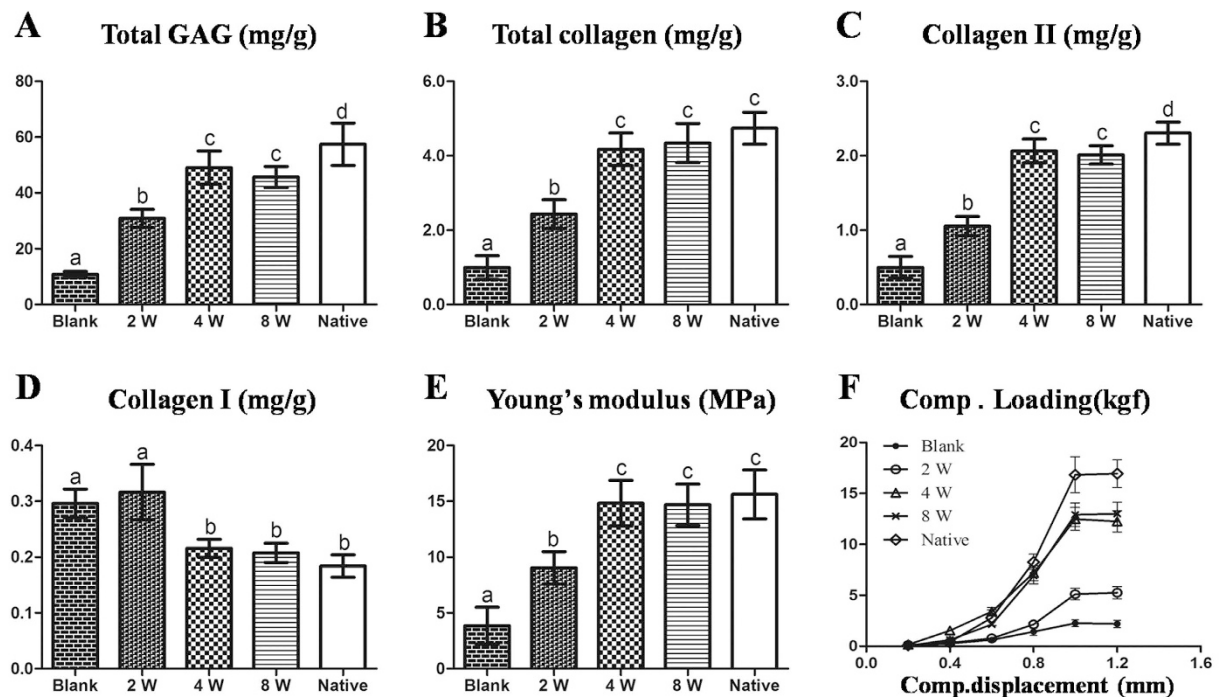 A Total GAG (mg/g)
80
60
40
20
0
a
b
c
c
d
Blank 2 W 4 W 8 W Native
B Total collagen (mg/g)
6.0
4.0
2.0
0.0
a
b
c
c
c
Blank 2 W 4 W 8 W Native
C Collagen II (mg/g)
3.0
2.0
1.0
0.0
a
b
c
c
d
Blank 2 W 4 W 8 W Native
D Collagen I (mg/g)
0.4
0.3
0.2
0.1
0.0
a
a
b
b
b
Blank 2 W 4 W 8 W Native
E Young's modulus (MPa)
20
15
10
5
0
a
b
c
c
c
Blank 2 W 4 W 8 W Native
F Comp . Loading(kgf)
20
15
10
5
0
Blank
2 W
4 W
8 W
Native
0.0 0.4 0.8 1.2 1.6
Comp.displacement (mm)